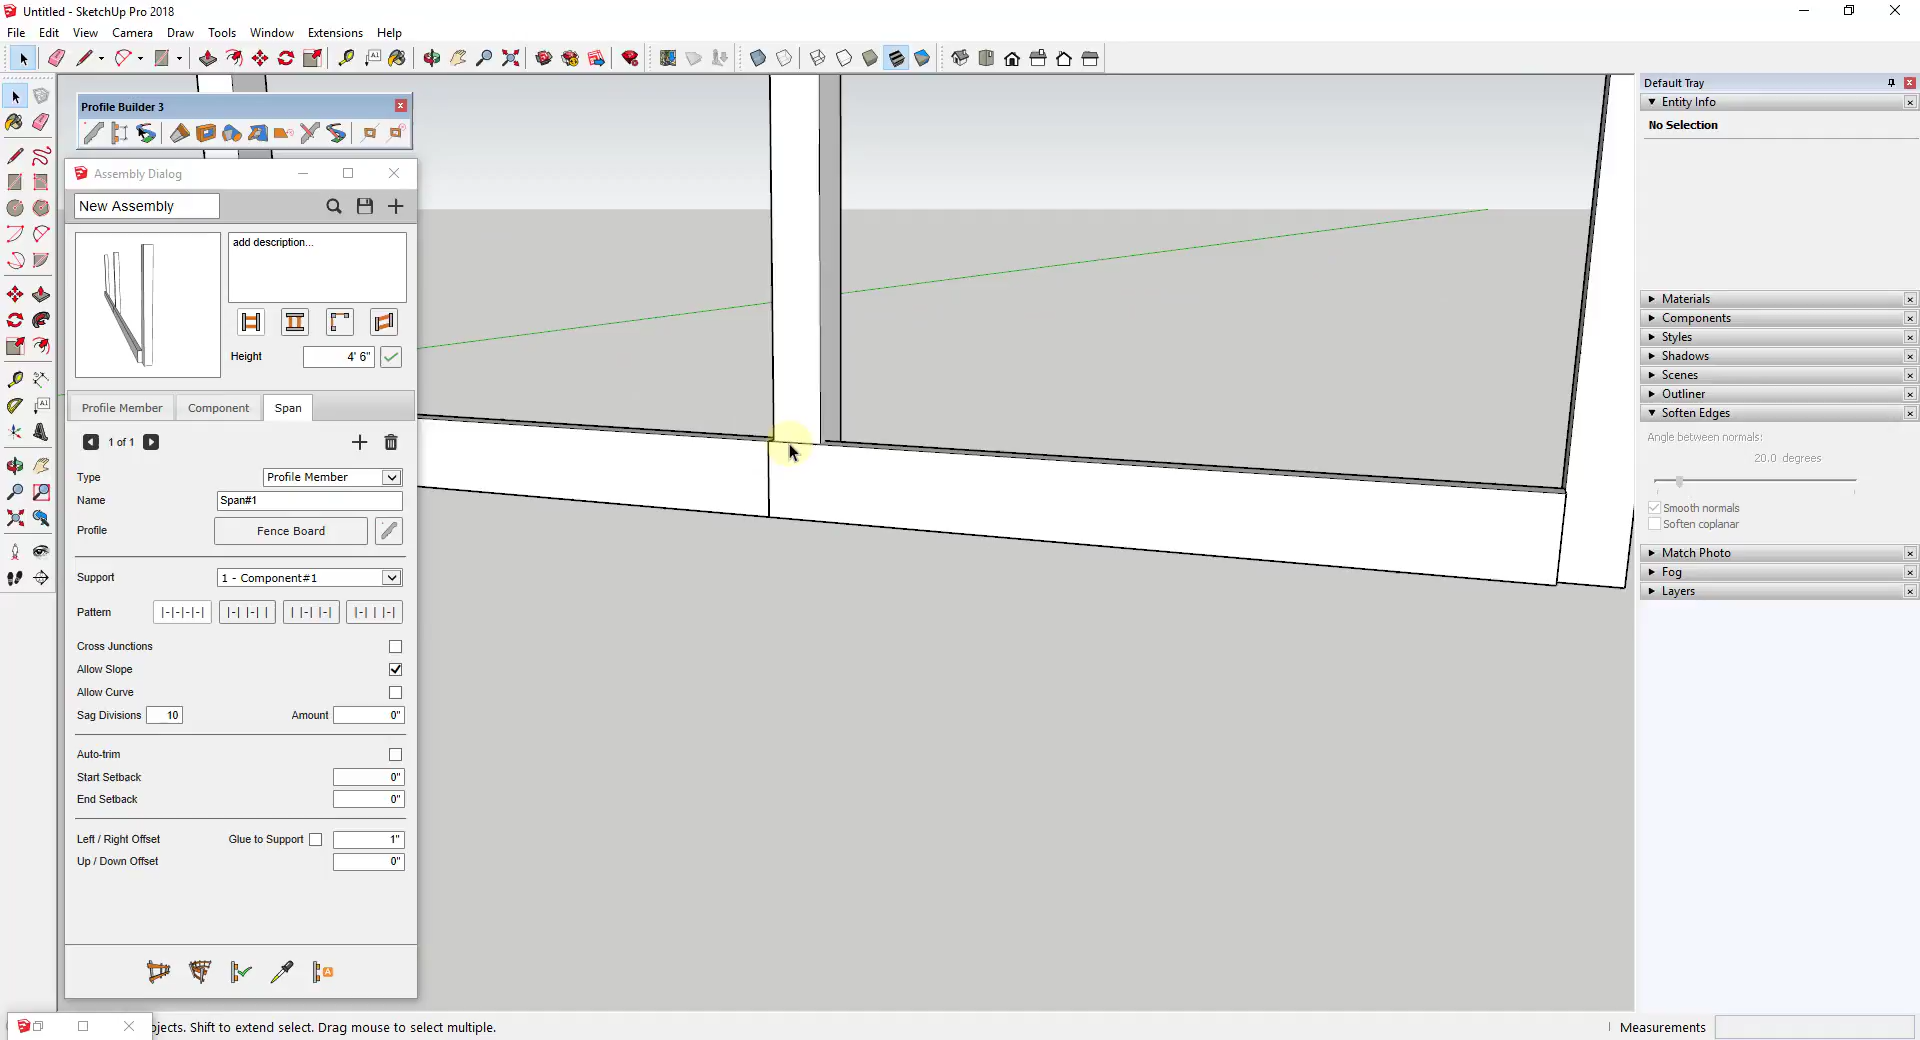 Untitled - SketchUp Pro 2018
File Edit View Camera Draw Tools Window Extensions Help
Profile Builder 3
Assembly Dialog
New Assembly
add description...
Height 4' 6"
Profile Member Component Span
1 of 1
Type Profile Member
Name Span#1
Profile Fence Board
Support 1 - Component#1
Pattern |-|-|-|-| |-| |-| | | |-| |-| |-| | |-|
Cross Junctions
Allow Slope
Allow Curve
Sag Divisions 10 Amount 0"
Auto-trim
Start Setback 0"
End Setback 0"
Left / Right Offset Glue to Support 1"
Up / Down Offset 0"
Default Tray
Entity Info
No Selection
Materials
Components
Styles
Shadows
Scenes
Outliner
Soften Edges
Angle between normals:
20.0 degrees
Smooth normals
Soften coplanar
Match Photo
Fog
Layers
bjects. Shift to extend select. Drag mouse to select multiple.
Measurements